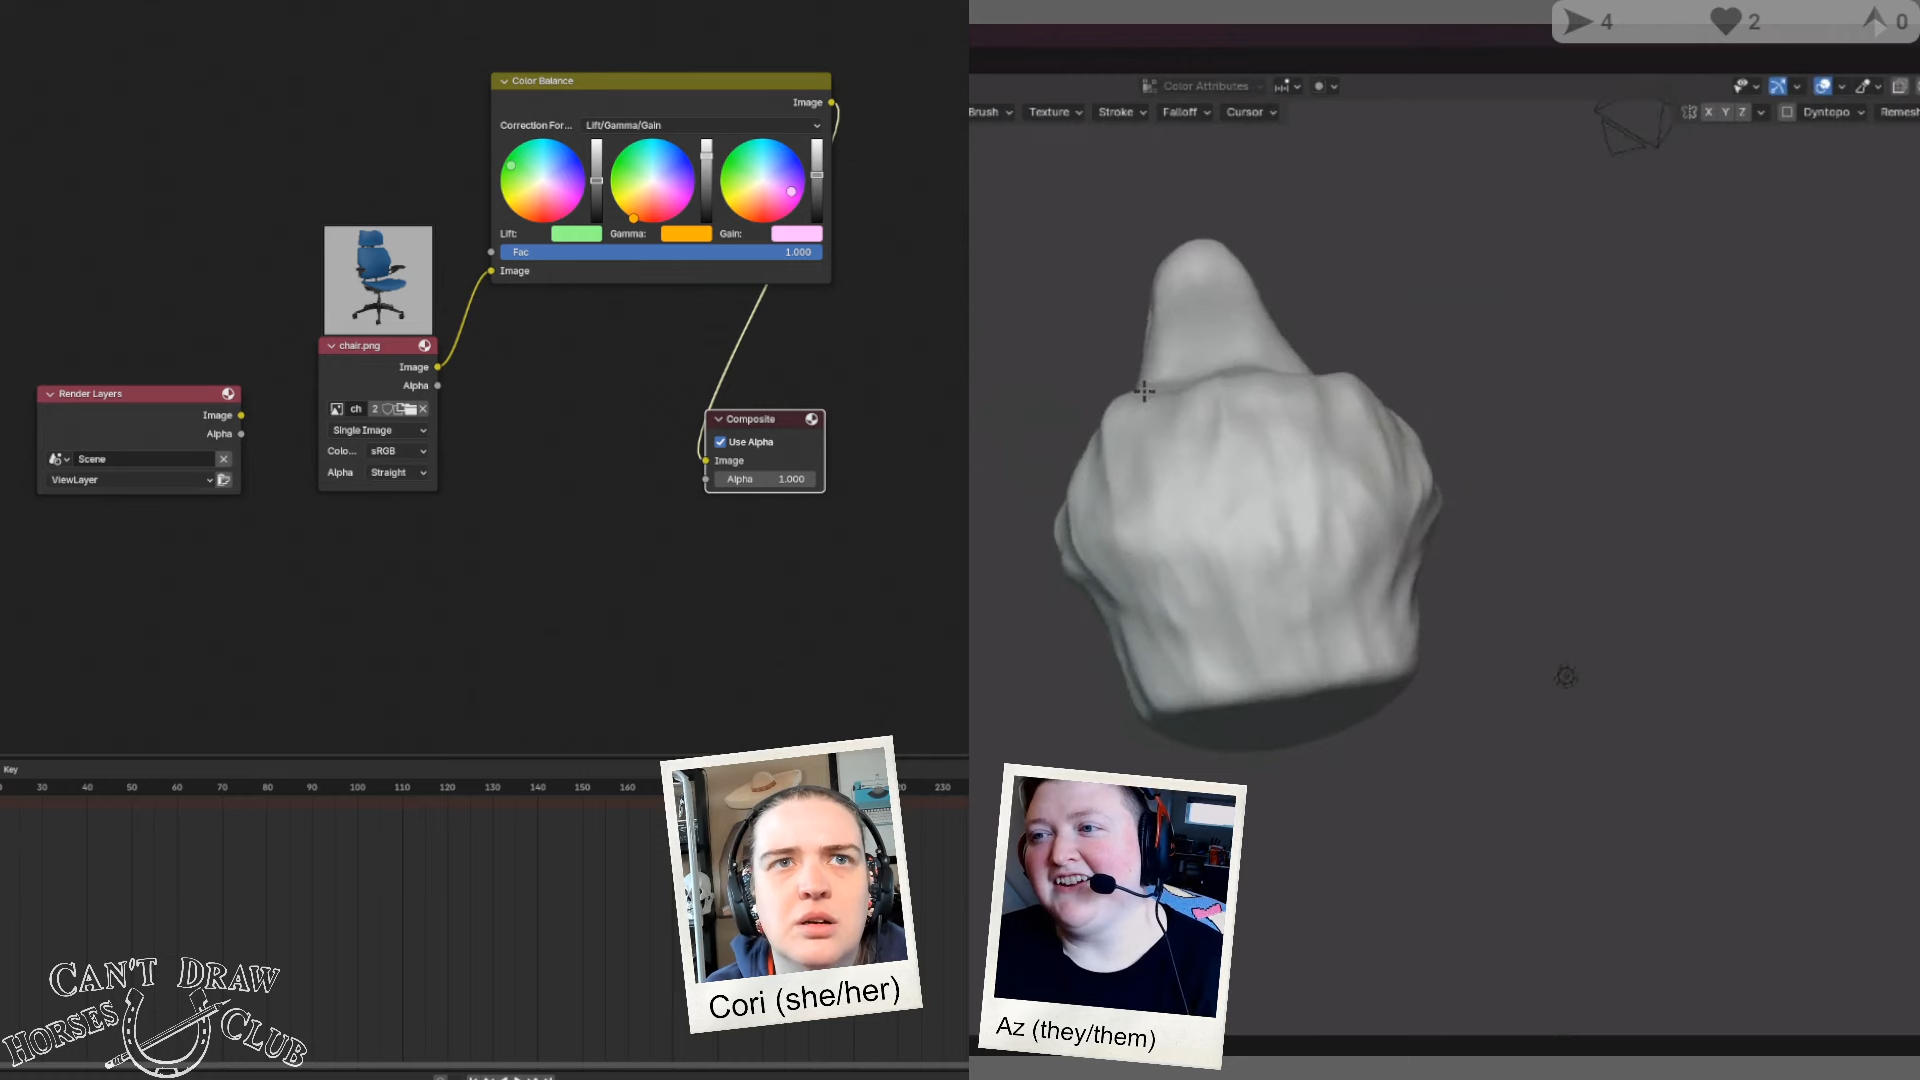 4 2 0
Color Balance
Image
Correction For... Lift/Gamma/Gain
Lift: Gamma: Gain:
Fac 1.000
Image
chair.png
Image
Alpha
ch 2
Single Image
Colo... sRGB
Alpha Straight
Render Layers
Image
Alpha
Scene
ViewLayer
Composite
Use Alpha
Image
Alpha 1.000
Color Attributes
Brush Texture Stroke Falloff Cursor
X Y Z Dyntopo Remesh
Key
30 40 50 60 70 80 90 100 110 120 130 140 150 160 230
CAN'T DRAW
HORSES CLUB
Cori (she/her)
Az (they/them)